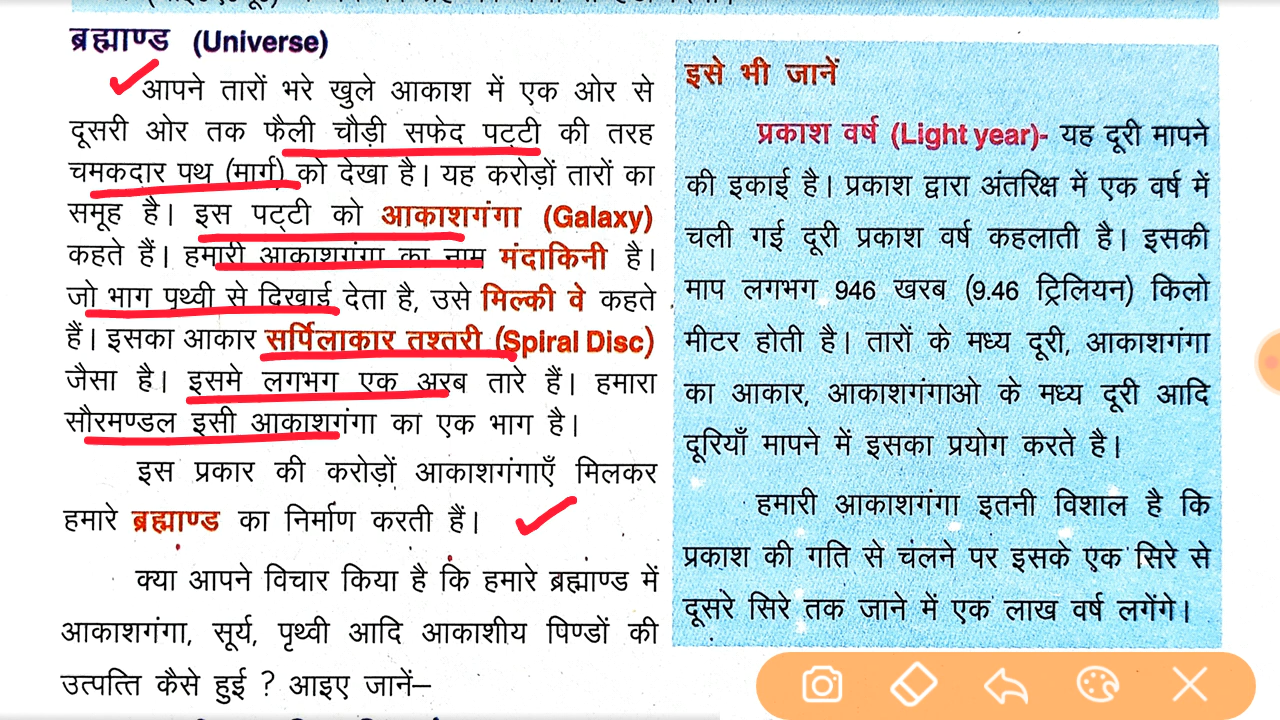 ब्रह्माण्ड (Universe)
आपने तारों भरे खुले आकाश में एक ओर से
दूसरी ओर तक फैली चौड़ी सफेद पट्टी की तरह
चमकदार पथ (मार्ग) को देखा है। यह करोड़ों तारों का
समूह है। इस पट्टी को आकाशगंगा (Galaxy)
कहते हैं। हमारी आकाशगंगा का नाम मंदाकिनी है।
जो भाग पृथ्वी से दिखाई देता है, उसे मिल्की वे कहते
हैं। इसका आकार सर्पिलाकार तश्तरी (Spiral Disc)
जैसा है। इसमे लगभग एक अरब तारे हैं। हमारा
सौरमण्डल इसी आकाशगंगा का एक भाग है।
इस प्रकार की करोड़ों आकाशगंगाएँ मिलकर
हमारे ब्रह्माण्ड का निर्माण करती हैं।
क्या आपने विचार किया है कि हमारे ब्रह्माण्ड में
आकाशगंगा, सूर्य, पृथ्वी आदि आकाशीय पिण्डों की
उत्पत्ति कैसे हुई ? आइए जानें–
इसे भी जानें
प्रकाश वर्ष (Light year)- यह दूरी मापने
की इकाई है। प्रकाश द्वारा अंतरिक्ष में एक वर्ष में
चली गई दूरी प्रकाश वर्ष कहलाती है। इसकी
माप लगभग 946 खरब (9.46 ट्रिलियन) किलो
मीटर होती है। तारों के मध्य दूरी, आकाशगंगा
का आकार, आकाशगंगाओ के मध्य दूरी आदि
दूरियाँ मापने में इसका प्रयोग करते है।
हमारी आकाशगंगा इतनी विशाल है कि
प्रकाश की गति से चलने पर इसके एक सिरे से
दूसरे सिरे तक जाने में एक लाख वर्ष लगेंगे।